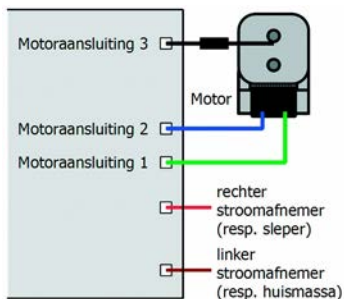 Motoraansluiting 3
Motor
Motoraansluiting 2
Motoraansluiting 1
rechter
stroomafnemer
(resp. sleper)
linker
stroomafnemer
(resp. huismassa)